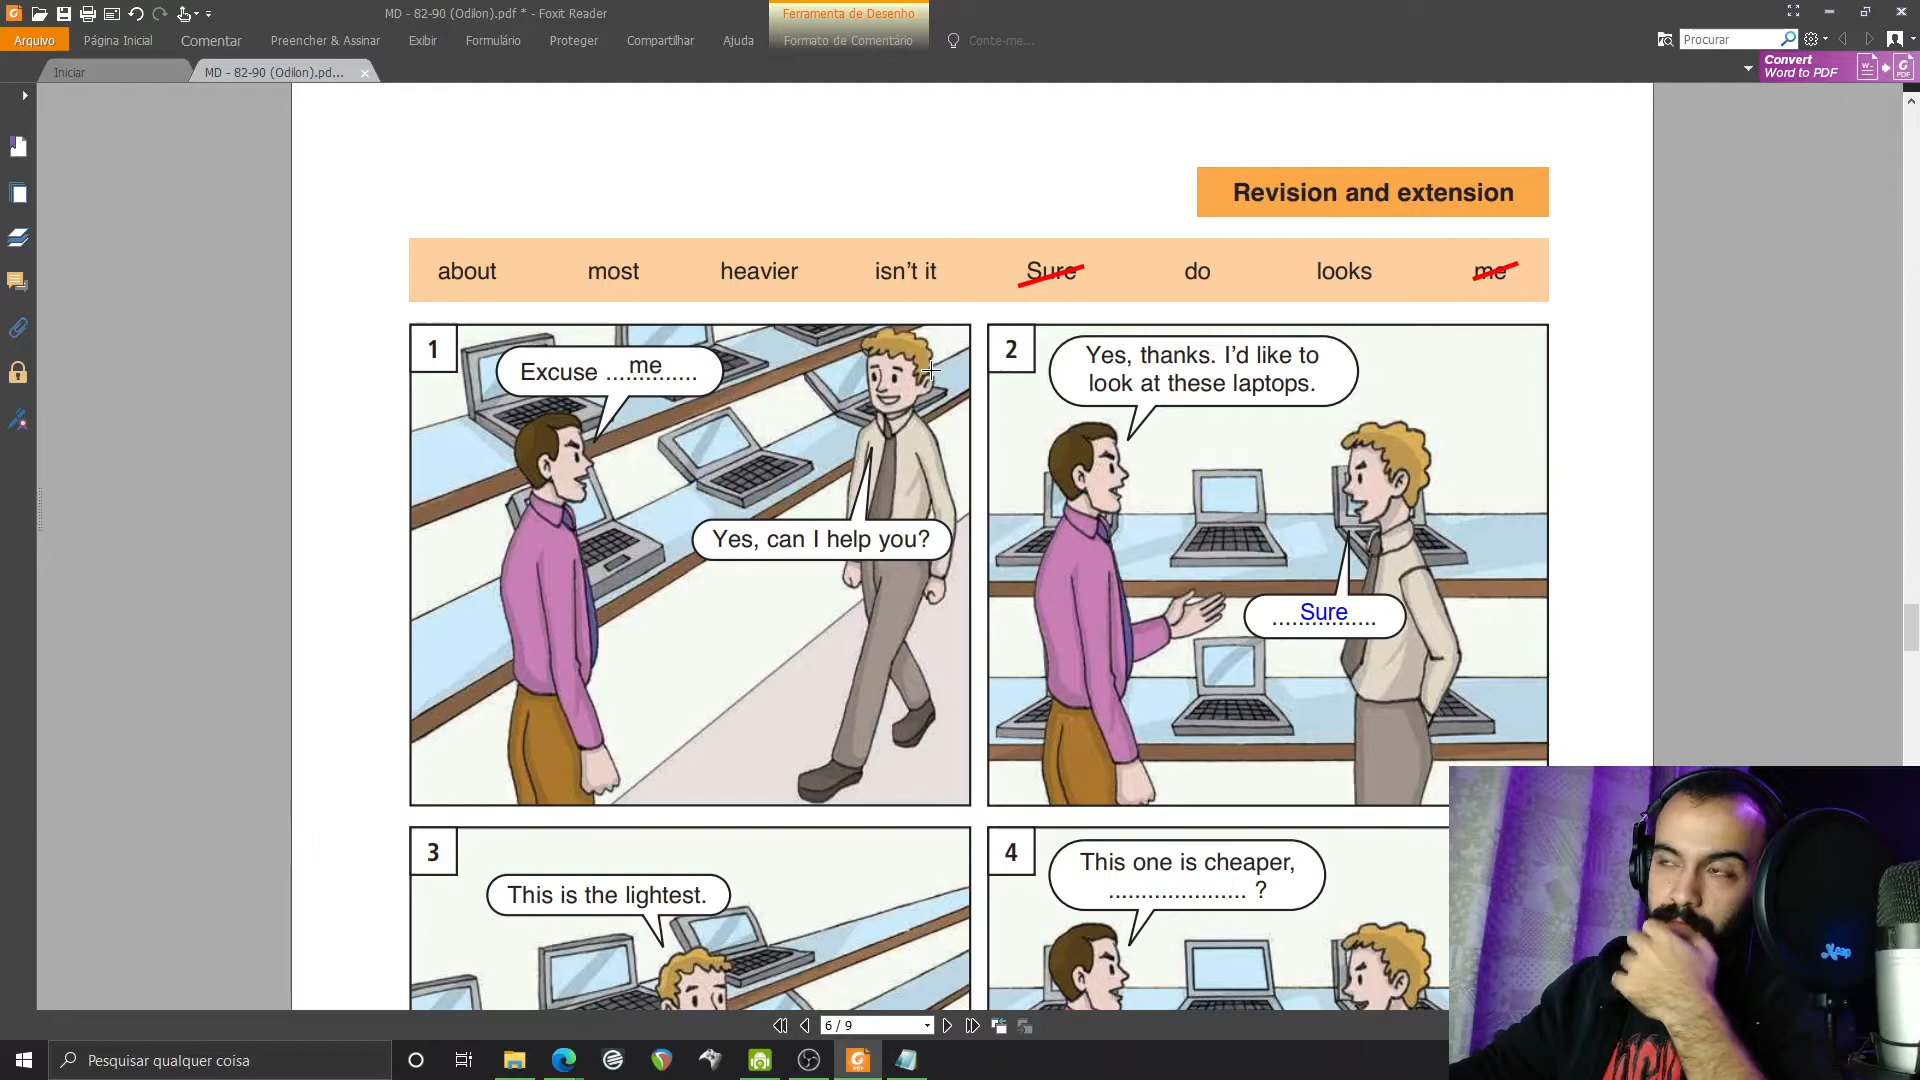 MD - 82-90 (Odilon).pdf * - Foxit Reader
Ferramenta de Desenho
Arquivo
Página Inicial
Comentar
Preencher & Assinar
Exibir
Formulário
Proteger
Compartilhar
Ajuda
Formato de Comentário
Conte-me...
Procurar
Iniciar
MD - 82-90 (Odilon).pd...
Convert
Word to PDF
Revision and extension
about most heavier isn't it Sure do looks me
1
Excuse ...............
me
Yes, can I help you?
2
Yes, thanks. I'd like to
look at these laptops.
Sure
.................
3
This is the lightest.
4
This one is cheaper,
..................... ?
6 / 9
Pesquisar qualquer coisa